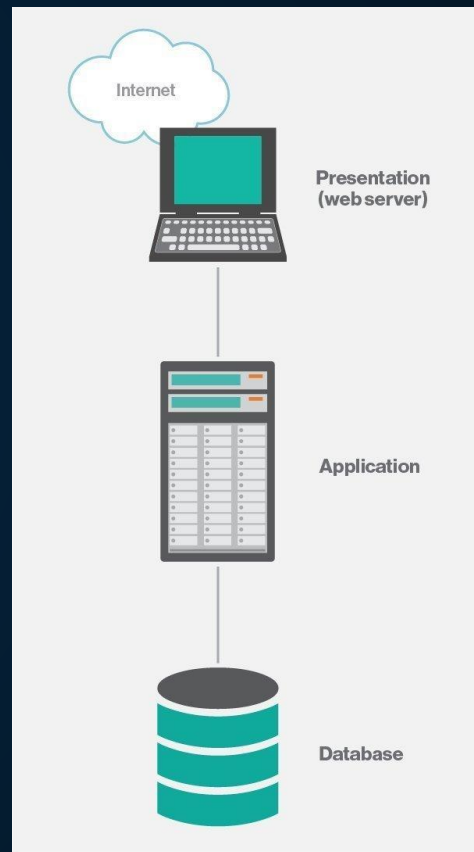 Internet
Presentation
(web server)
Application
Database